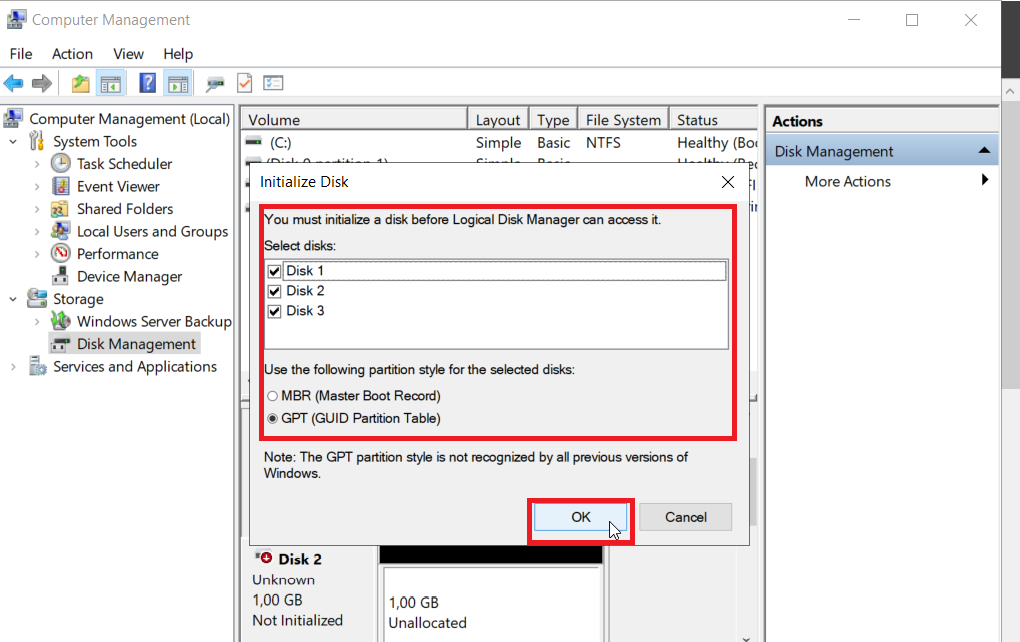 Computer Management
File Action View Help
Computer Management (Local)
System Tools
Task Scheduler
Event Viewer
Shared Folders
Local Users and Groups
Performance
Device Manager
Storage
Windows Server Backup
Disk Management
Services and Applications
Volume Layout Type File System Status
(C:) Simple Basic NTFS Healthy (Boo
(Disk 0 partition 1) Simple Basic Healthy (Rec
Initialize Disk
You must initialize a disk before Logical Disk Manager can access it.
Select disks:
Disk 1
Disk 2
Disk 3
Use the following partition style for the selected disks:
MBR (Master Boot Record)
GPT (GUID Partition Table)
Note: The GPT partition style is not recognized by all previous versions of
Windows.
OK Cancel
Disk 2
Unknown
1,00 GB
Not Initialized
1,00 GB
Unallocated
Actions
Disk Management
More Actions